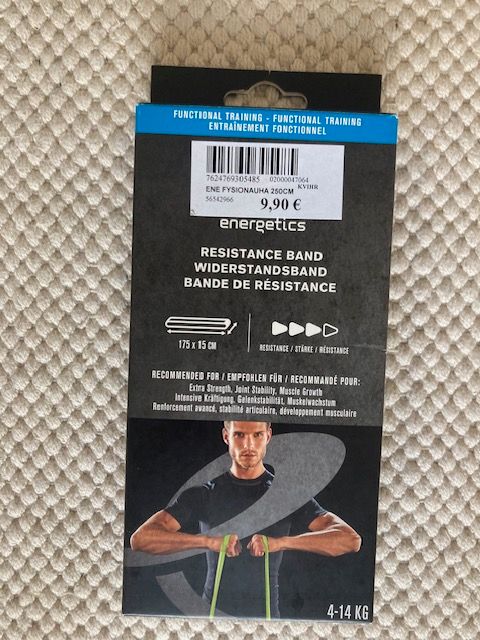 FUNCTIONAL TRAINING - FUNCTIONAL TRAINING
ENTRAÎNEMENT FONCTIONNEL
7624769305485 02000047064
ENE FYSIONAUHA 250CM KVIHR
56542966 9,90 €
energetics
RESISTANCE BAND
WIDERSTANDSBAND
BANDE DE RÉSISTANCE
175 x 15 CM
RESISTANCE / STÄRKE / RÉSISTANCE
RECOMMENDED FOR / EMPFOHLEN FÜR / RECOMMANDÉ POUR:
Extra Strength, Joint Stability, Muscle Growth
Intensive Kräftigung, Gelenkstabilität, Muskelwachstum
Renforcement avancé, stabilité articulaire, développement musculaire
4-14 KG